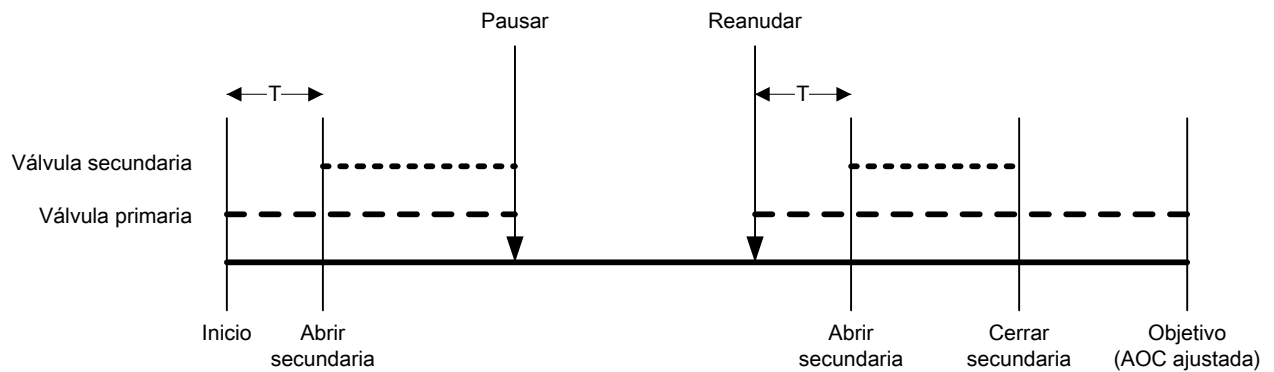 Pausar
Reanudar
T
T
Válvula secundaria
Válvula primaria
Inicio
Abrir
secundaria
Abrir
secundaria
Cerrar
secundaria
Objetivo
(AOC ajustada)